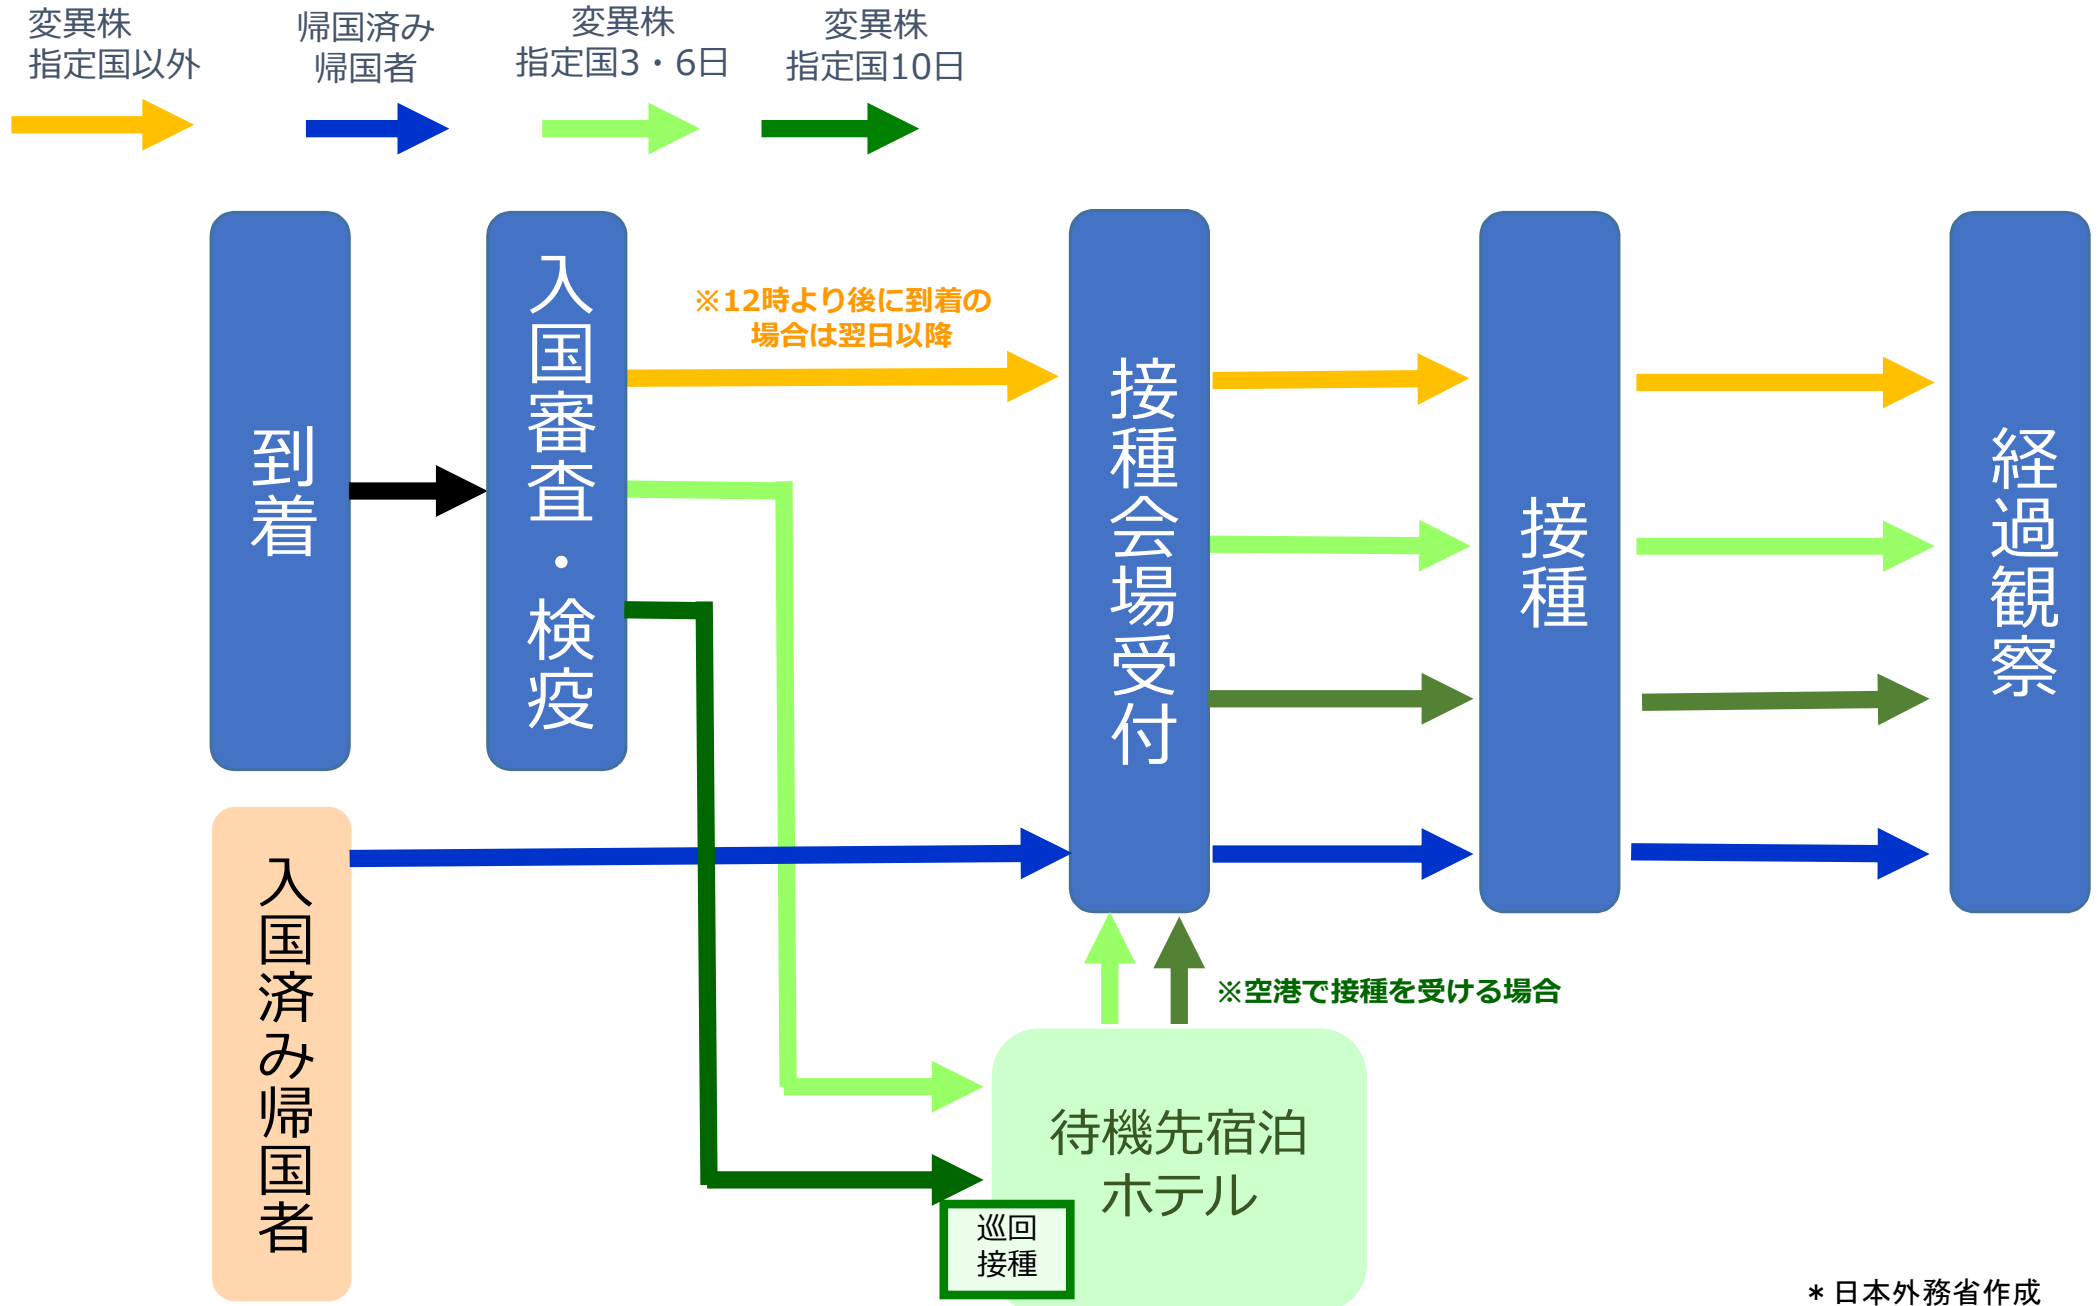 変異株
指定国以外
帰国済み
帰国者
変異株
指定国3・6日
変異株
指定国10日
到着
入国審査・検疫
※12時より後に到着の
場合は翌日以降
接種会場受付
接種
経過観察
入国済み帰国者
※空港で接種を受ける場合
待機先宿泊
ホテル
巡回
接種
＊日本外務省作成